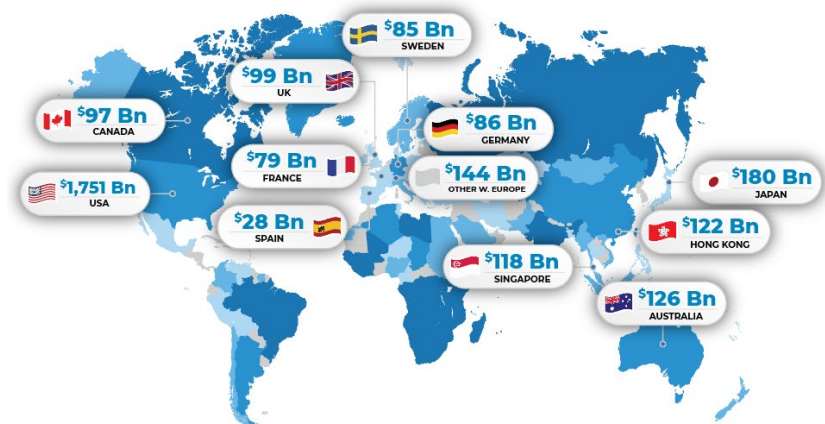 $85 Bn
SWEDEN
$99 Bn
UK
$97 Bn
CANADA
$86 Bn
GERMANY
$79 Bn
FRANCE
$144 Bn
OTHER W. EUROPE
$1,751 Bn
USA
$180 Bn
JAPAN
$28 Bn
SPAIN
$122 Bn
HONG KONG
$118 Bn
SINGAPORE
$126 Bn
AUSTRALIA